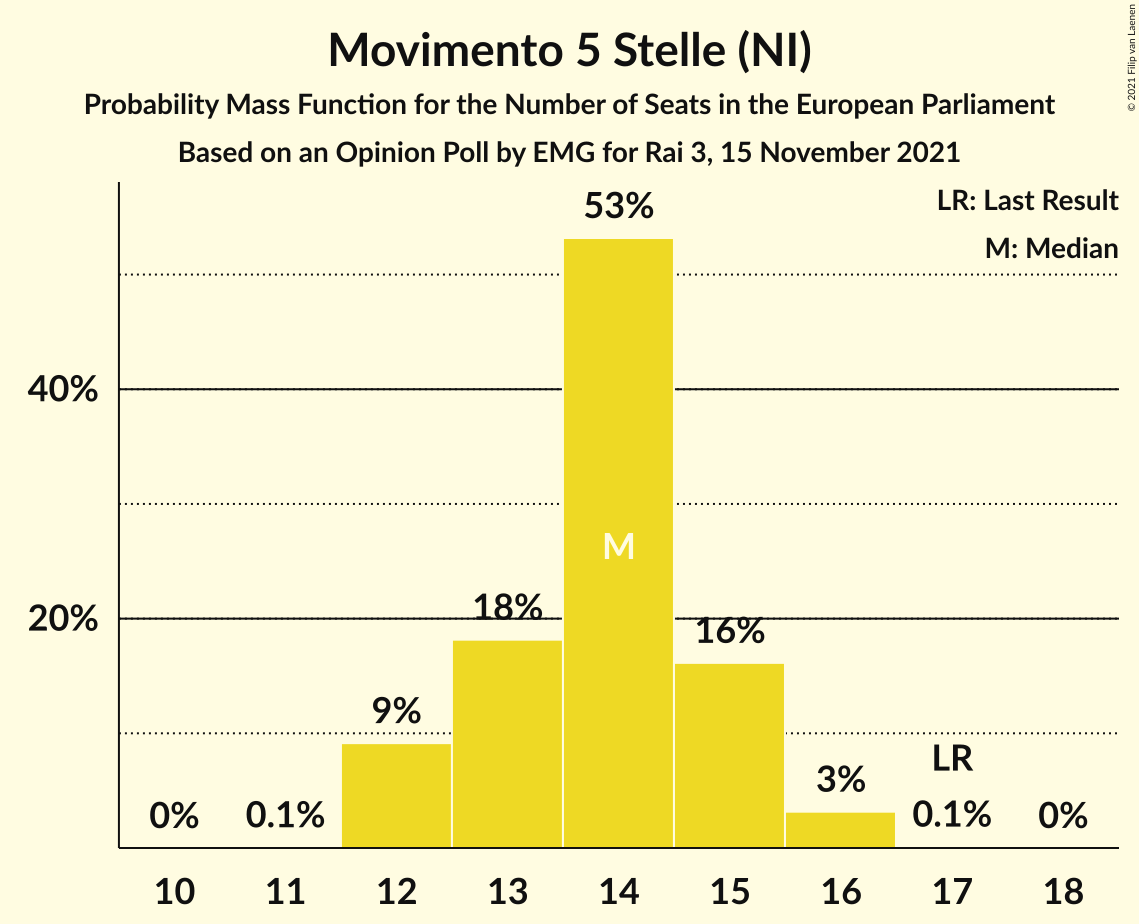 Movimento 5 Stelle (NI)
Probability Mass Function for the Number of Seats in the European Parliament
Based on an Opinion Poll by EMG for Rai 3, 15 November 2021
© 2021 Filip van Laenen
LR: Last Result
M: Median
53%
40%
M
20%
18%
16%
9%
LR
3%
0%
0.1%
0.1%
0%
10 11 12 13 14 15 16 17 18